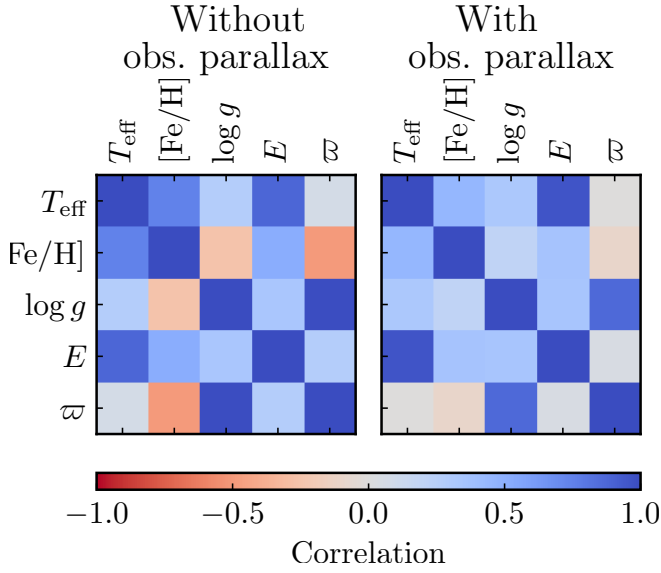 Without
obs. parallax
With
obs. parallax
T_eff [Fe/H] log g E ϖ
T_eff [Fe/H] log g E ϖ
T_eff
Fe/H]
log g
E
ϖ
−1.0 −0.5 0.0 0.5 1.0
Correlation